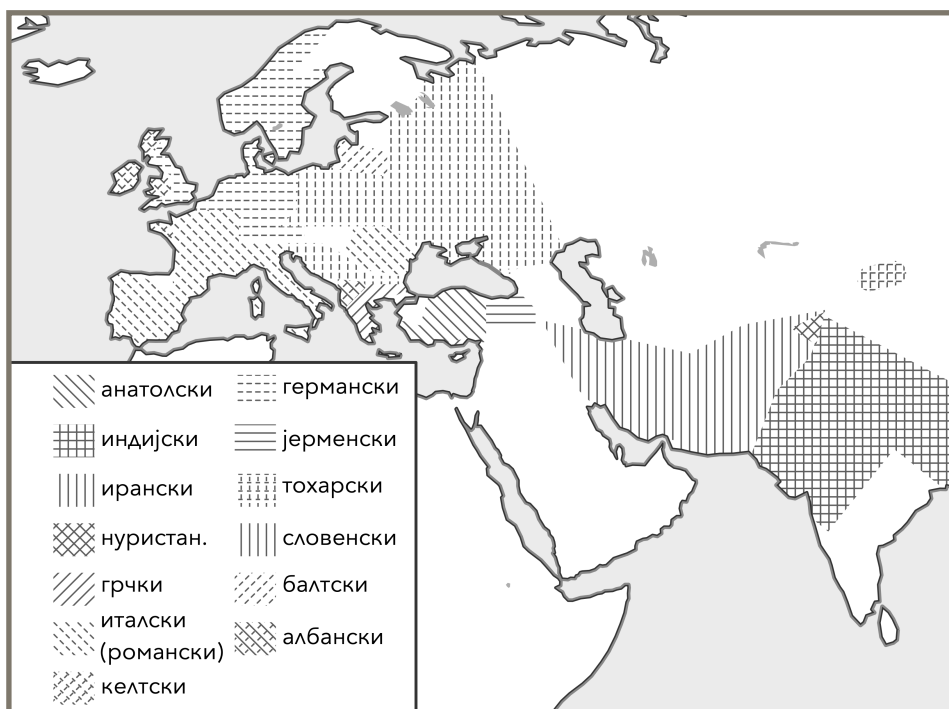 анатолски
индијски
ирански
нуристан.
грчки
италски
(романски)
келтски
германски
јерменски
тохарски
словенски
балтски
албански